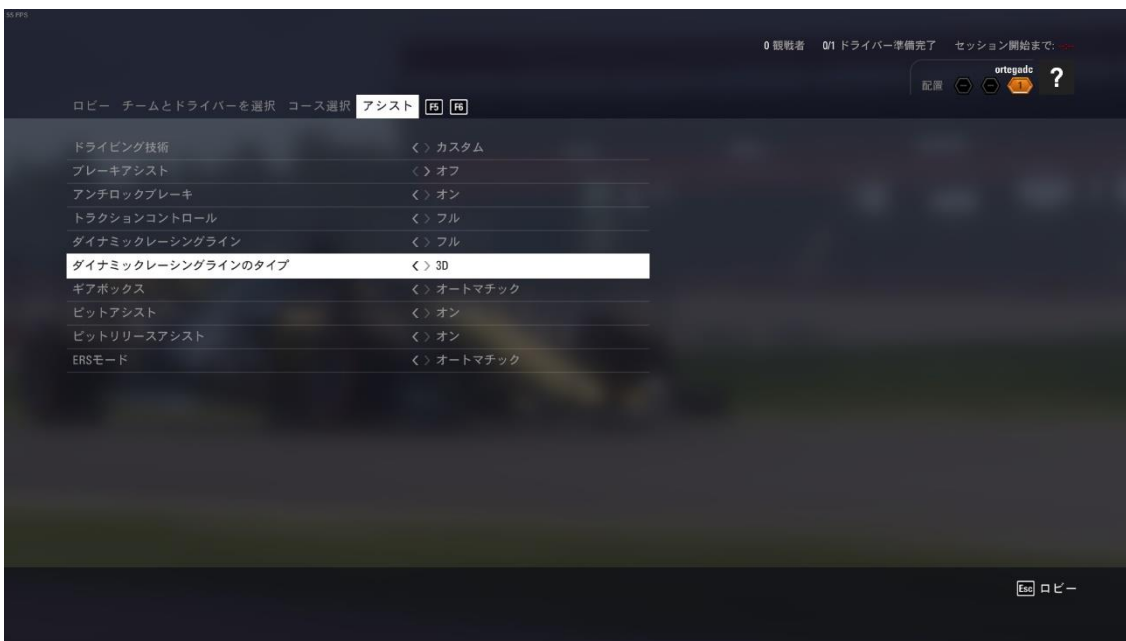 55 FPS
0 観戦者 0/1 ドライバー準備完了 セッション開始まで: --:--
ortegadc
配置 - - 1 ?
ロビー チームとドライバーを選択 コース選択 アシスト F5 F6
ドライビング技術 カスタム
ブレーキアシスト オフ
アンチロックブレーキ オン
トラクションコントロール フル
ダイナミックレーシングライン フル
ダイナミックレーシングラインのタイプ 3D
ギアボックス オートマチック
ピットアシスト オン
ピットリリースアシスト オン
ERSモード オートマチック
Esc ロビー